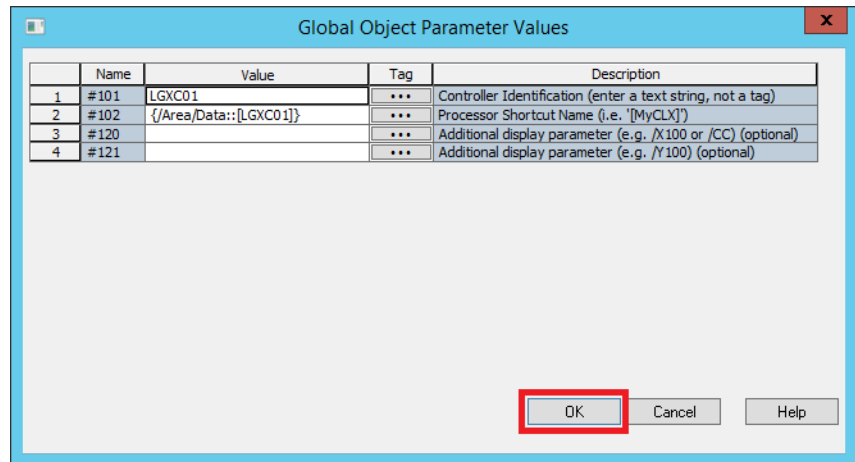 Global Object Parameter Values
x
Name Value Tag Description
1 #101 LGXC01 ••• Controller Identification (enter a text string, not a tag)
2 #102 {/Area/Data::[LGXC01]} ••• Processor Shortcut Name (i.e. '[MyCLX]')
3 #120 ••• Additional display parameter (e.g. /X100 or /CC) (optional)
4 #121 ••• Additional display parameter (e.g. /Y100) (optional)
OK Cancel Help